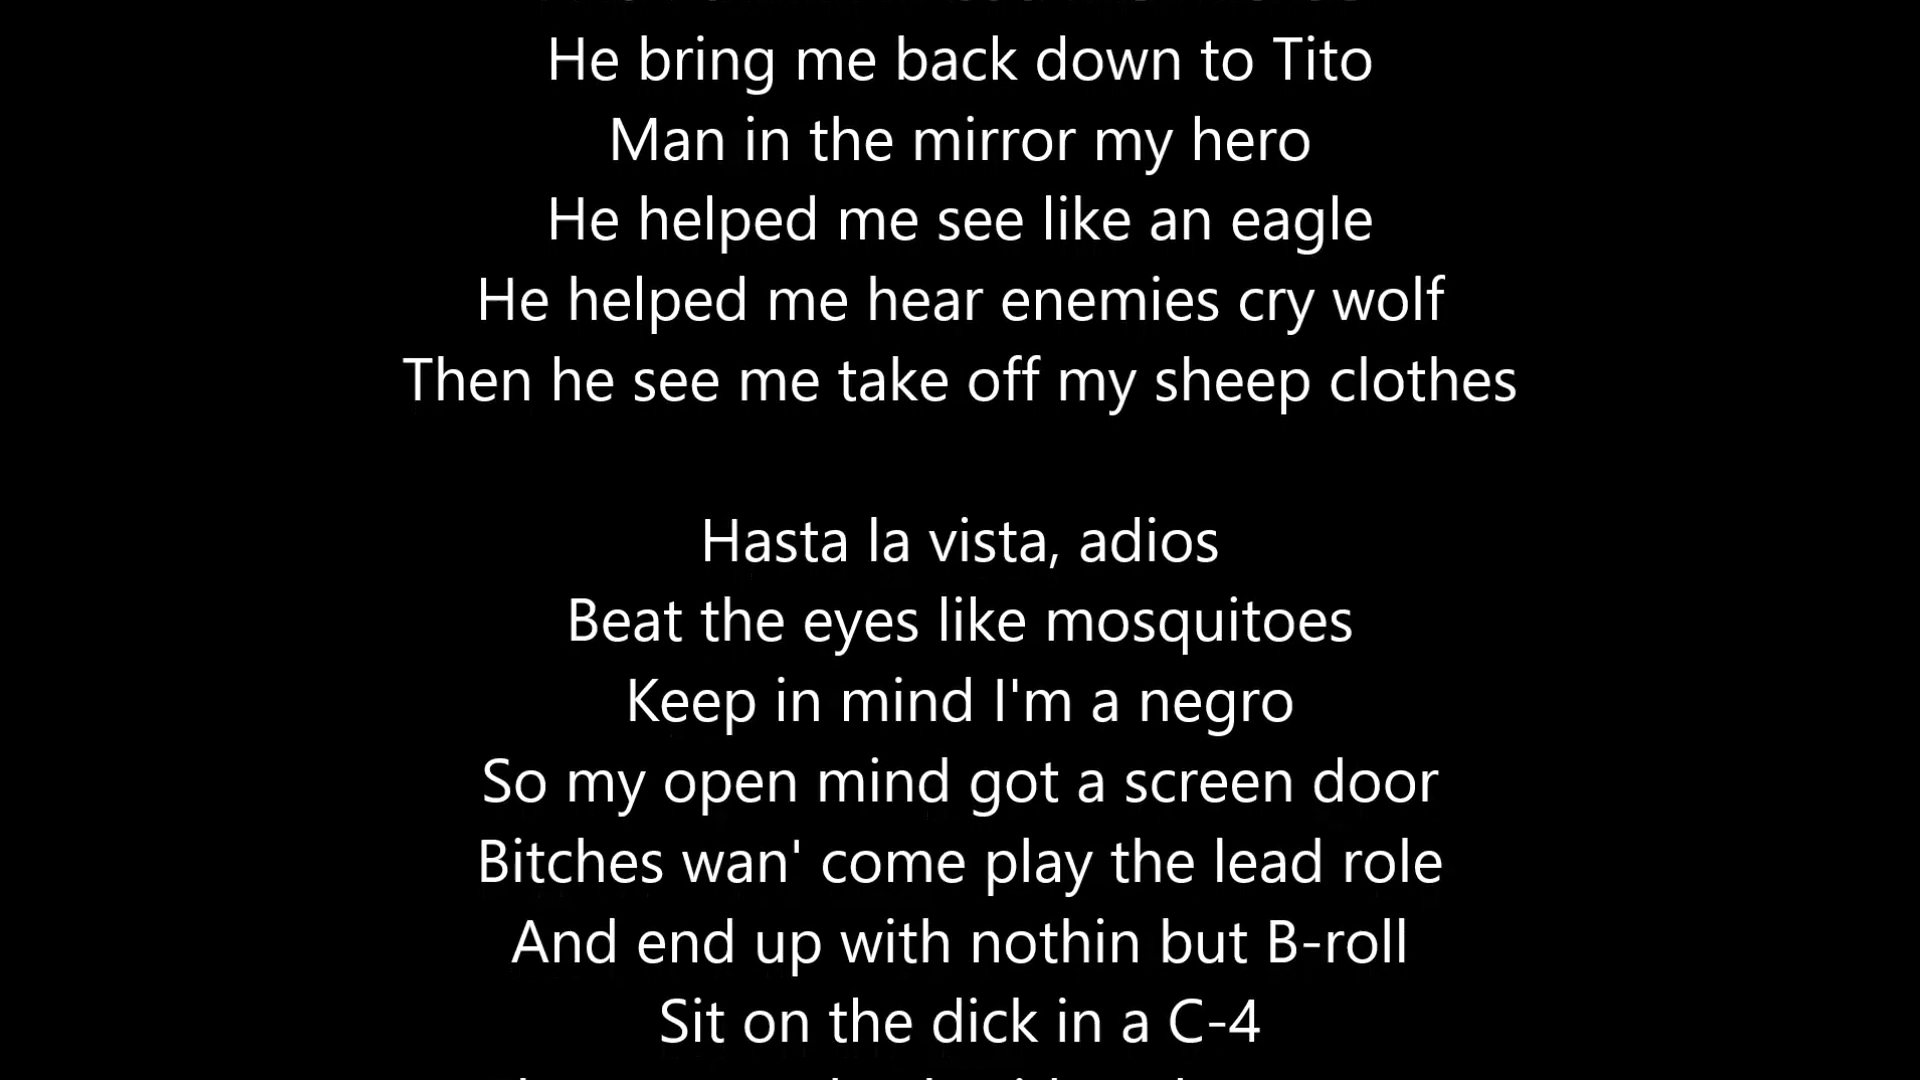 He bring me back down to Tito
Man in the mirror my hero
He helped me see like an eagle
He helped me hear enemies cry wolf
Then he see me take off my sheep clothes
Hasta la vista, adios
Beat the eyes like mosquitoes
Keep in mind I'm a negro
So my open mind got a screen door
Bitches wan' come play the lead role
And end up with nothin but B-roll
Sit on the dick in a C-4